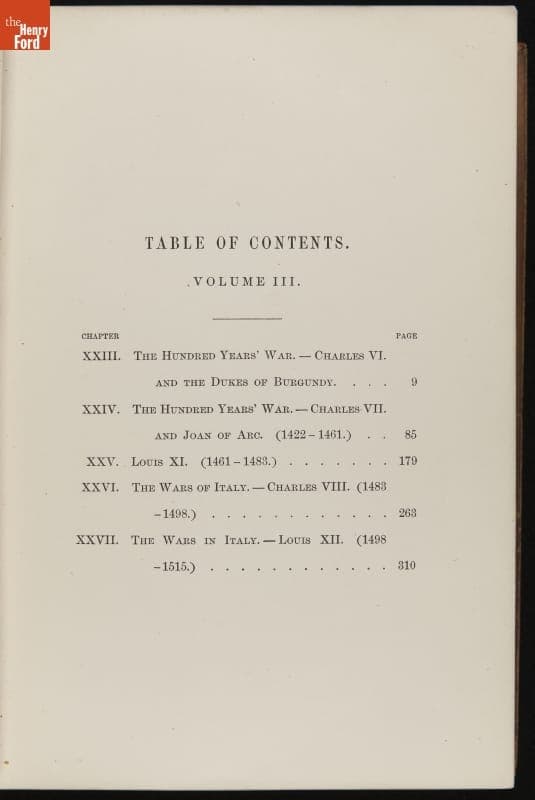 the
Henry
Ford
TABLE OF CONTENTS.
VOLUME III.
CHAPTER PAGE
XXIII. The Hundred Years' War. — Charles VI.
and the Dukes of Burgundy. . . . 9
XXIV. The Hundred Years' War. — Charles VII.
and Joan of Arc. (1422–1461.) . . 85
XXV. Louis XI. (1461–1483.) . . . . . . . 179
XXVI. The Wars of Italy. — Charles VIII. (1483
–1498.) . . . . . . . . . . . . 263
XXVII. The Wars in Italy. — Louis XII. (1498
–1515.) . . . . . . . . . . . . 310